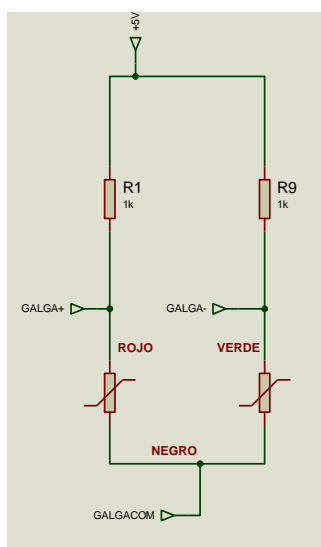 +5V
R1
1k
R9
1k
GALGA+
GALGA-
ROJO
VERDE
NEGRO
GALGACOM